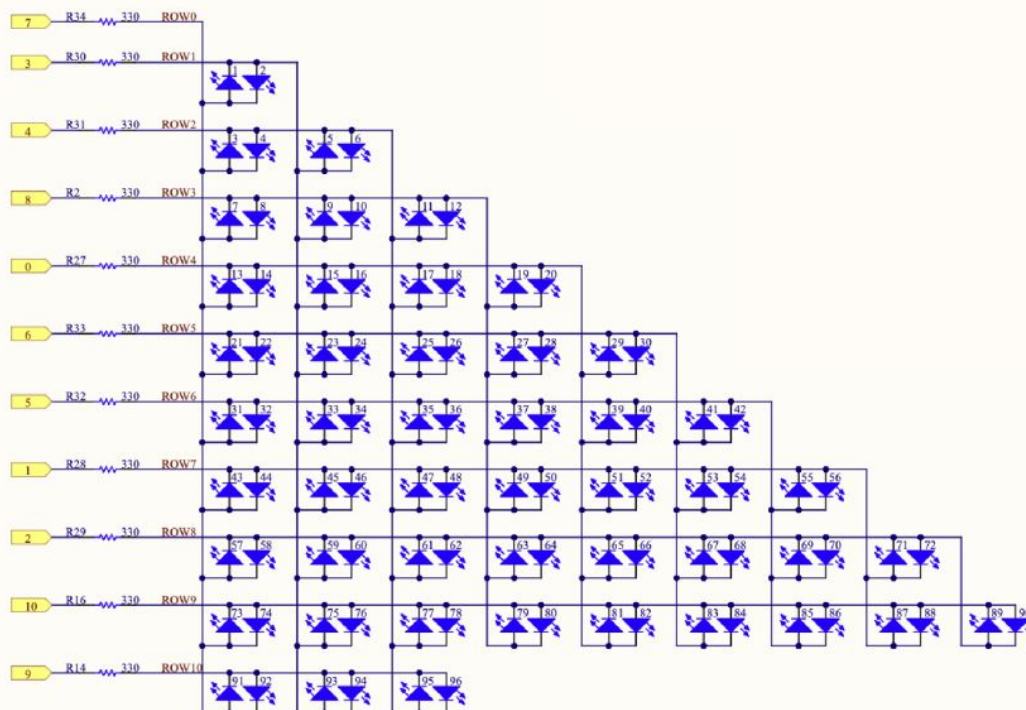 7 R34 330 ROW0
3 R30 330 ROW1
1 2
4 R31 330 ROW2
3 4 5 6
8 R2 330 ROW3
7 8 9 10 11 12
0 R27 330 ROW4
13 14 15 16 17 18 19 20
6 R33 330 ROW5
21 22 23 24 25 26 27 28 29 30
5 R32 330 ROW6
31 32 33 34 35 36 37 38 39 40 41 42
1 R28 330 ROW7
43 44 45 46 47 48 49 50 51 52 53 54 55 56
2 R29 330 ROW8
57 58 59 60 61 62 63 64 65 66 67 68 69 70 71 72
10 R16 330 ROW9
73 74 75 76 77 78 79 80 81 82 83 84 85 86 87 88 89
9 R14 330 ROW10
91 92 93 94 95 96